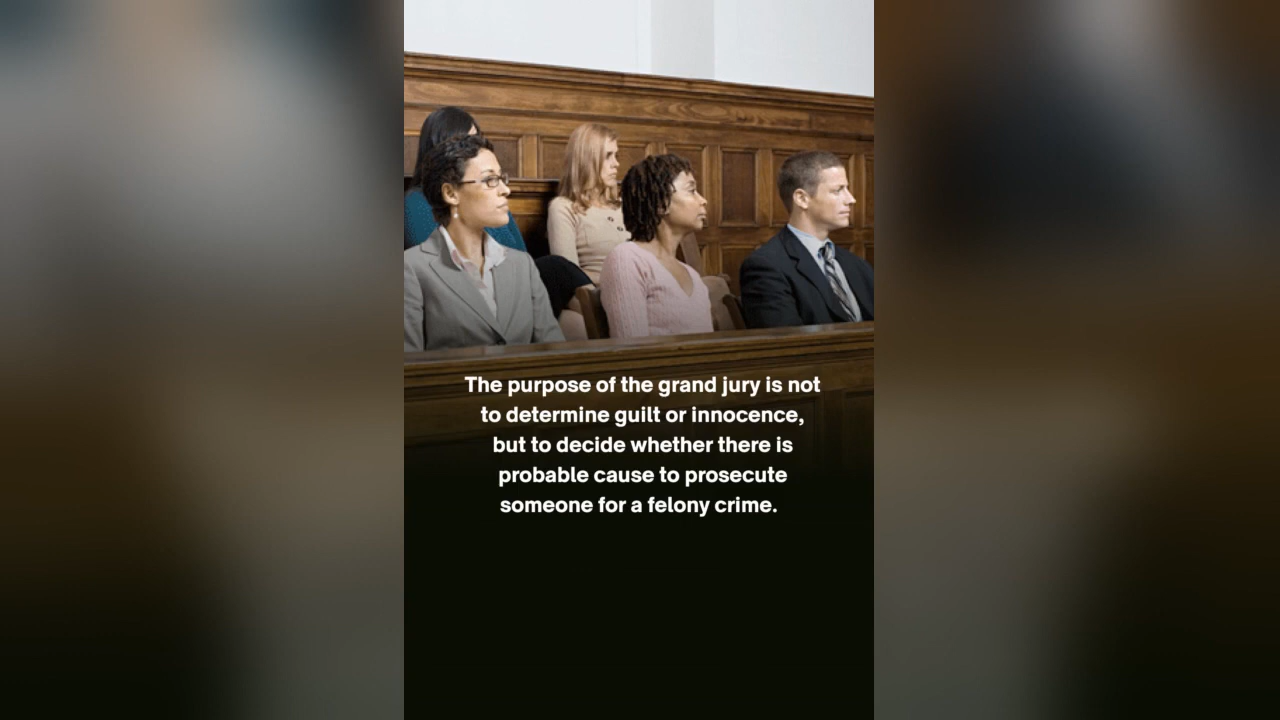 The purpose of the grand jury is not
to determine guilt or innocence,
but to decide whether there is
probable cause to prosecute
someone for a felony crime.